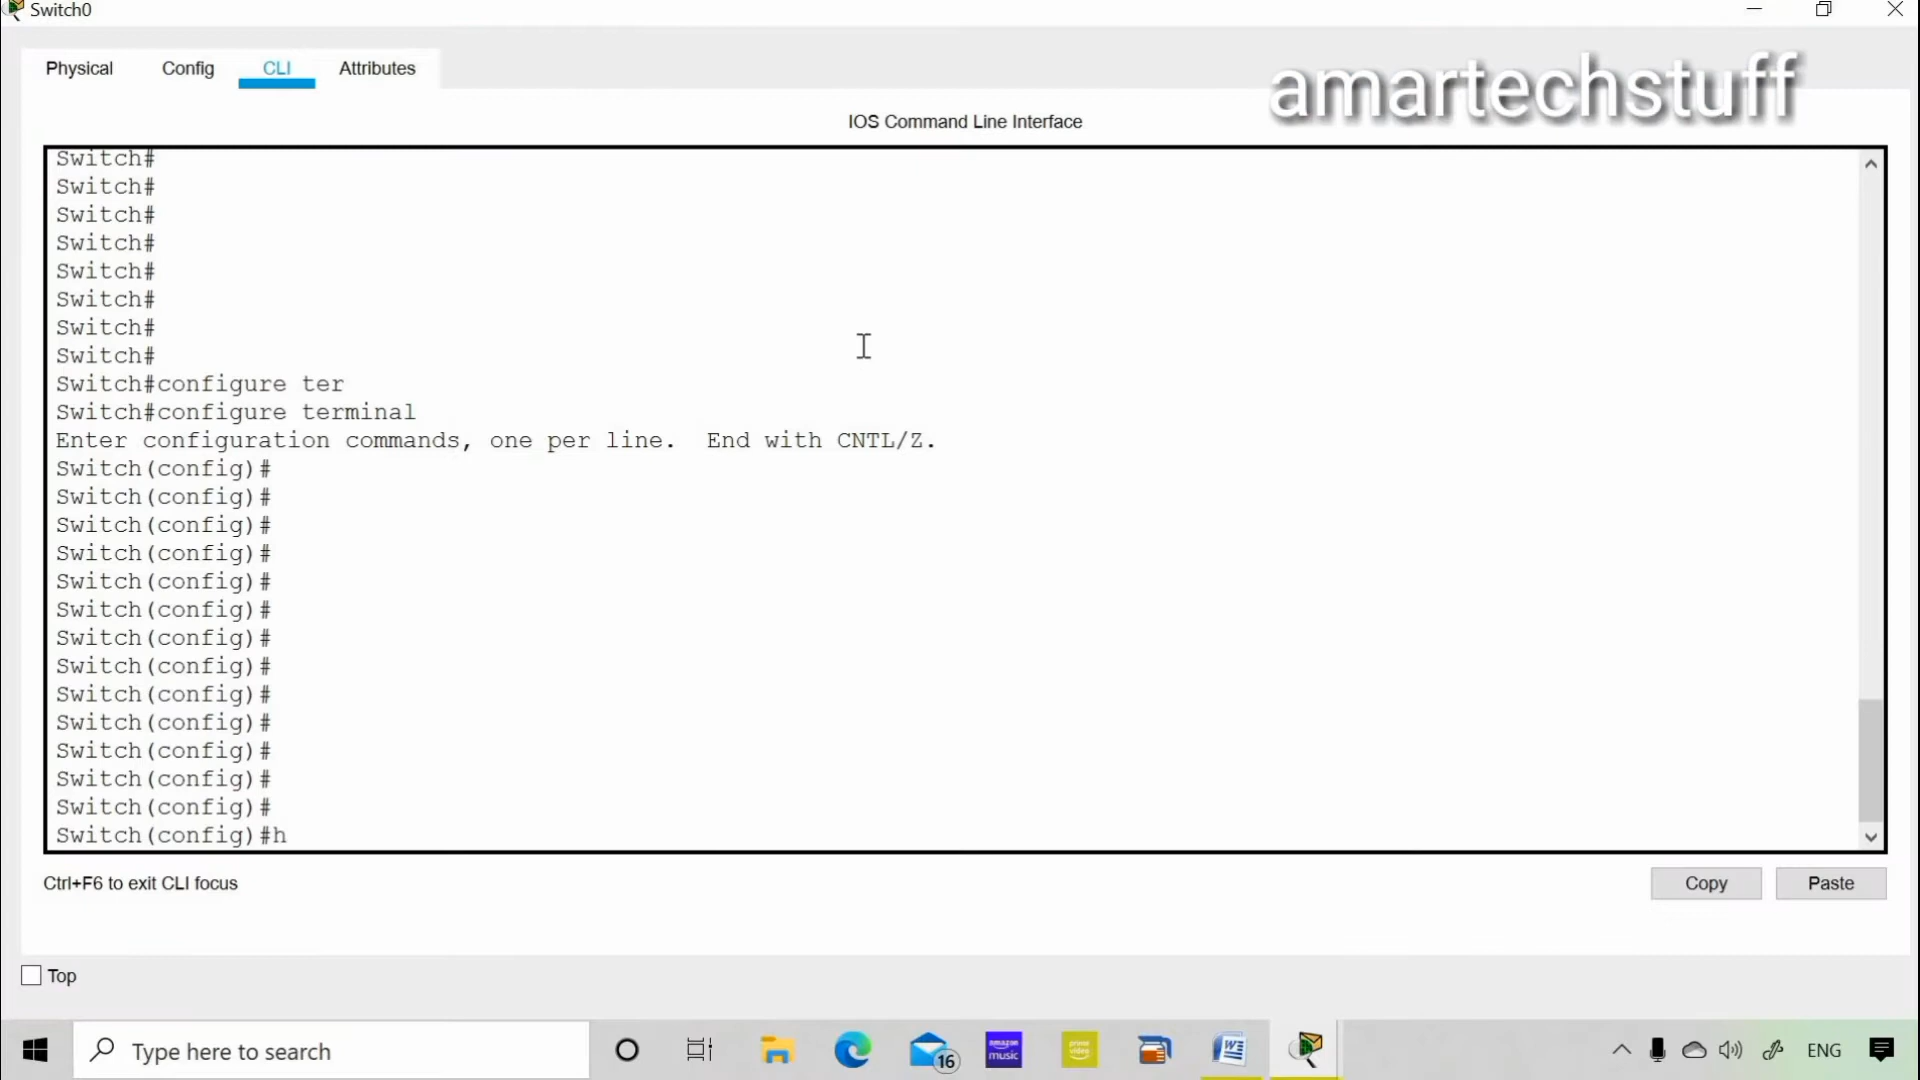 Switch0
Physical Config CLI Attributes
amartechstuff
IOS Command Line Interface
Switch#
Switch#
Switch#
Switch#
Switch#
Switch#
Switch#
Switch#
Switch#configure ter
Switch#configure terminal
Enter configuration commands, one per line.  End with CNTL/Z.
Switch(config)#
Switch(config)#
Switch(config)#
Switch(config)#
Switch(config)#
Switch(config)#
Switch(config)#
Switch(config)#
Switch(config)#
Switch(config)#
Switch(config)#
Switch(config)#
Switch(config)#
Switch(config)#h
Ctrl+F6 to exit CLI focus
Copy Paste
Top
Type here to search
16
amazon music
prime video
W
ENG